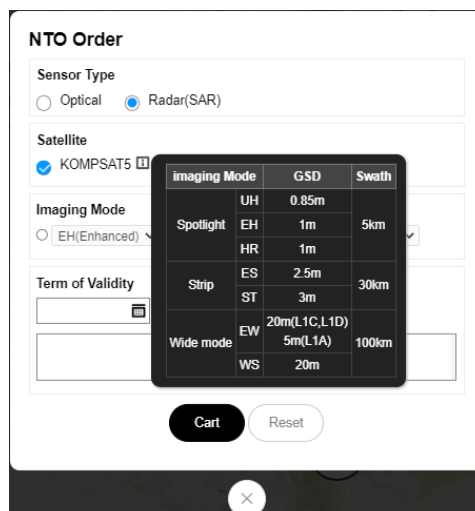 NTO Order
Sensor Type
Optical
Radar(SAR)
Satellite
KOMPSAT5
Imaging Mode
EH(Enhanced)
Term of Validity
imaging Mode GSD Swath
Spotlight UH 0.85m 5km
EH 1m
HR 1m
Strip ES 2.5m 30km
ST 3m
Wide mode EW 20m(L1C,L1D) 100km
5m(L1A)
WS 20m
Cart
Reset